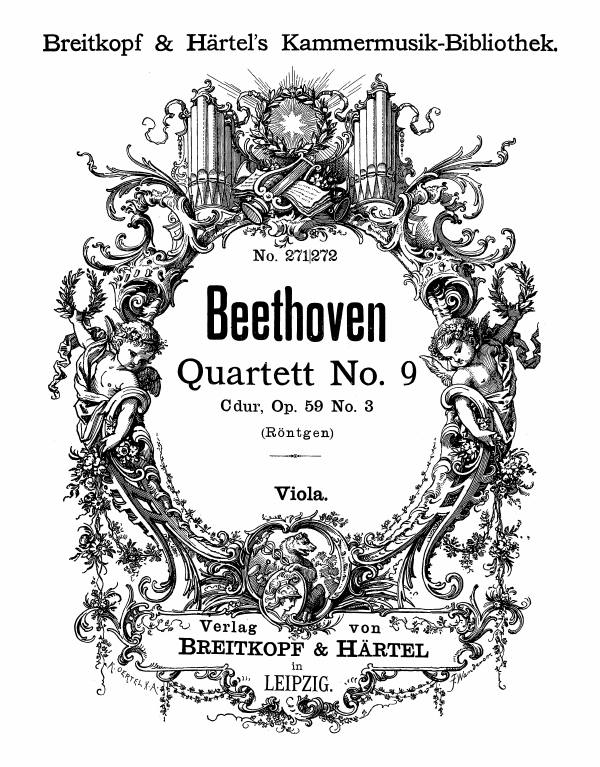 Breitkopf & Härtel's Kammermusik-Bibliothek.
No. 271|272
Beethoven
Quartett No. 9
Cdur, Op. 59 No. 3
(Röntgen)
Viola.
Verlag von
BREITKOPF & HÄRTEL
in
LEIPZIG.